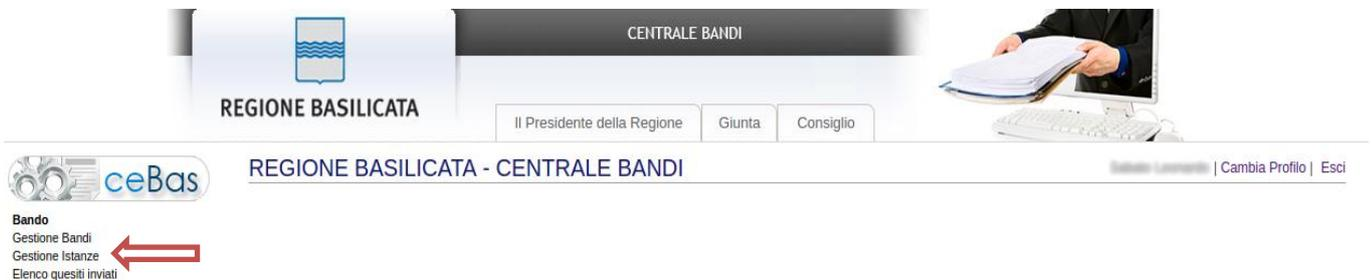 CENTRALE BANDI
REGIONE BASILICATA
Il Presidente della Regione
Giunta
Consiglio
ceBas
REGIONE BASILICATA - CENTRALE BANDI
| Cambia Profilo | Esci
Bando
Gestione Bandi
Gestione Istanze
Elenco quesiti inviati